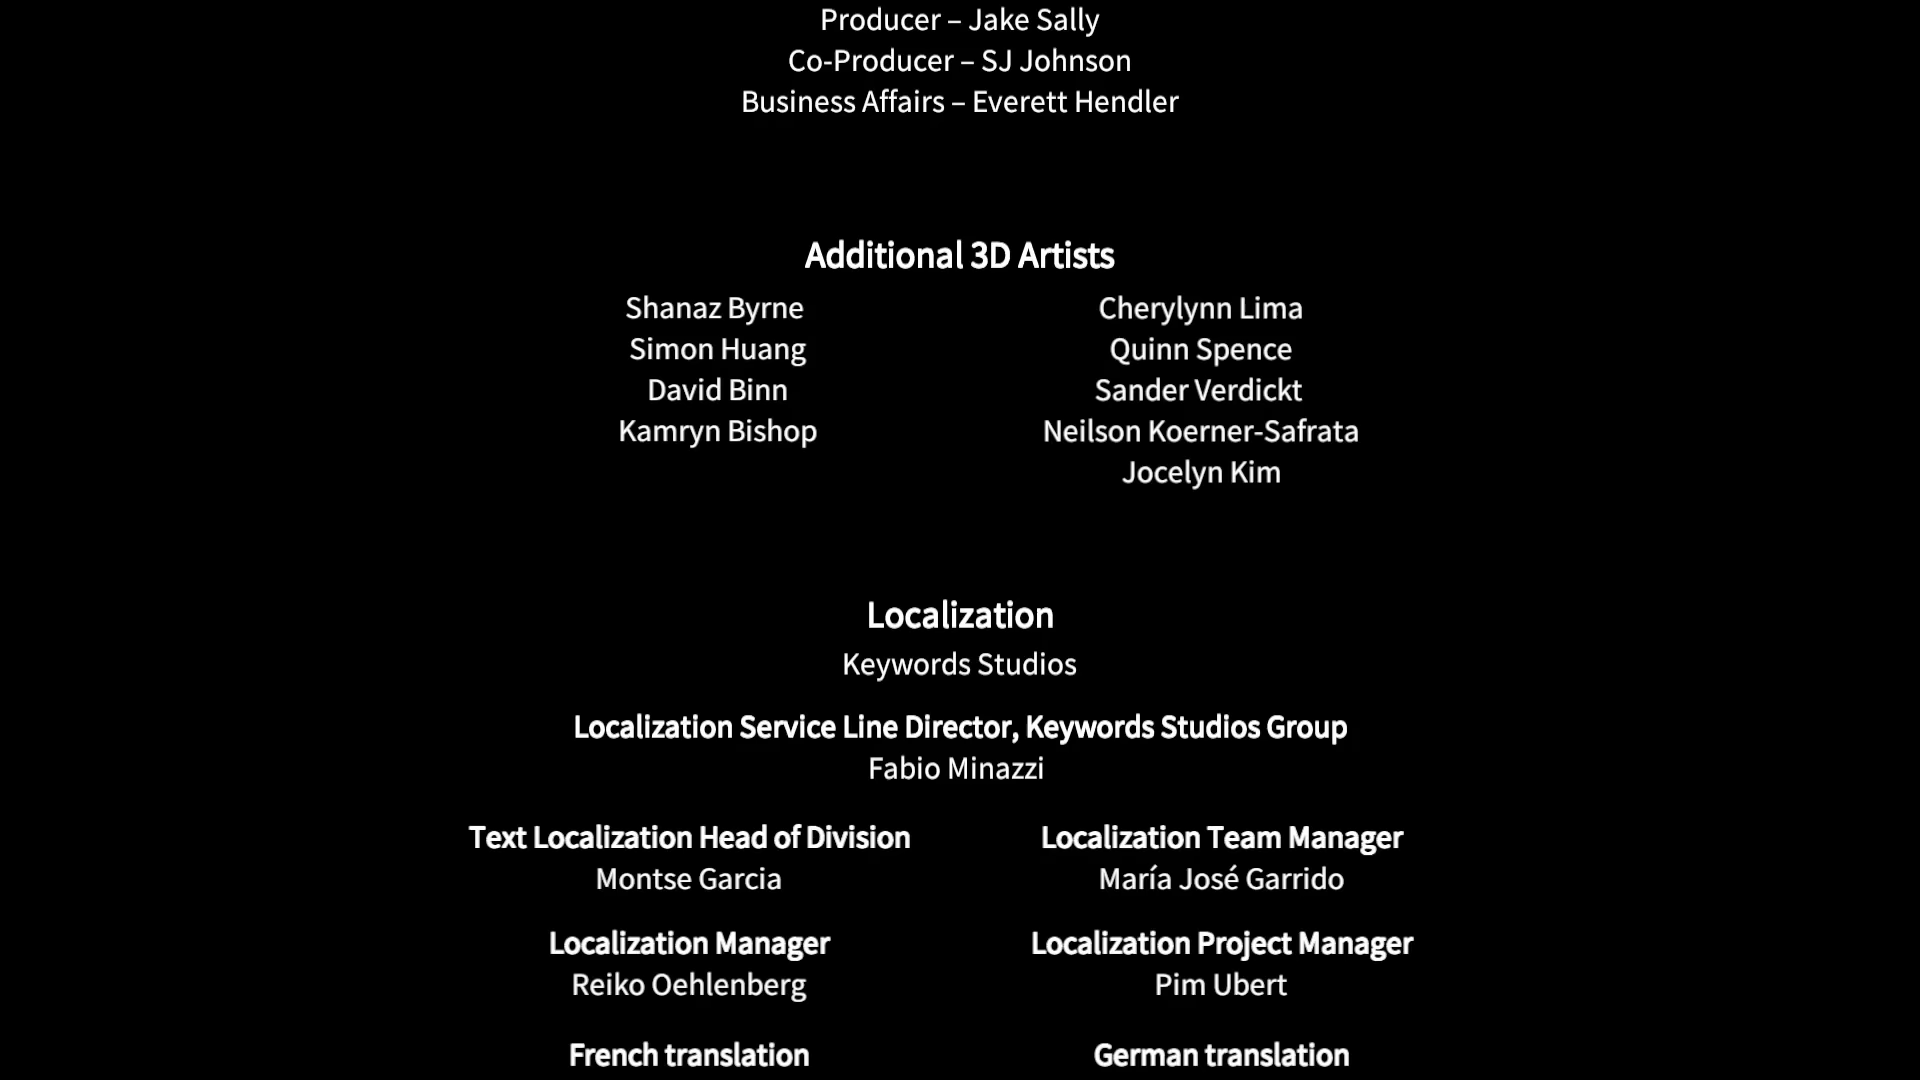 Producer – Jake Sally
Co-Producer – SJ Johnson
Business Affairs – Everett Hendler
Additional 3D Artists
Shanaz Byrne
Simon Huang
David Binn
Kamryn Bishop
Cherylynn Lima
Quinn Spence
Sander Verdickt
Neilson Koerner-Safrata
Jocelyn Kim
Localization
Keywords Studios
Localization Service Line Director, Keywords Studios Group
Fabio Minazzi
Text Localization Head of Division
Montse Garcia
Localization Team Manager
María José Garrido
Localization Manager
Reiko Oehlenberg
Localization Project Manager
Pim Ubert
French translation
German translation